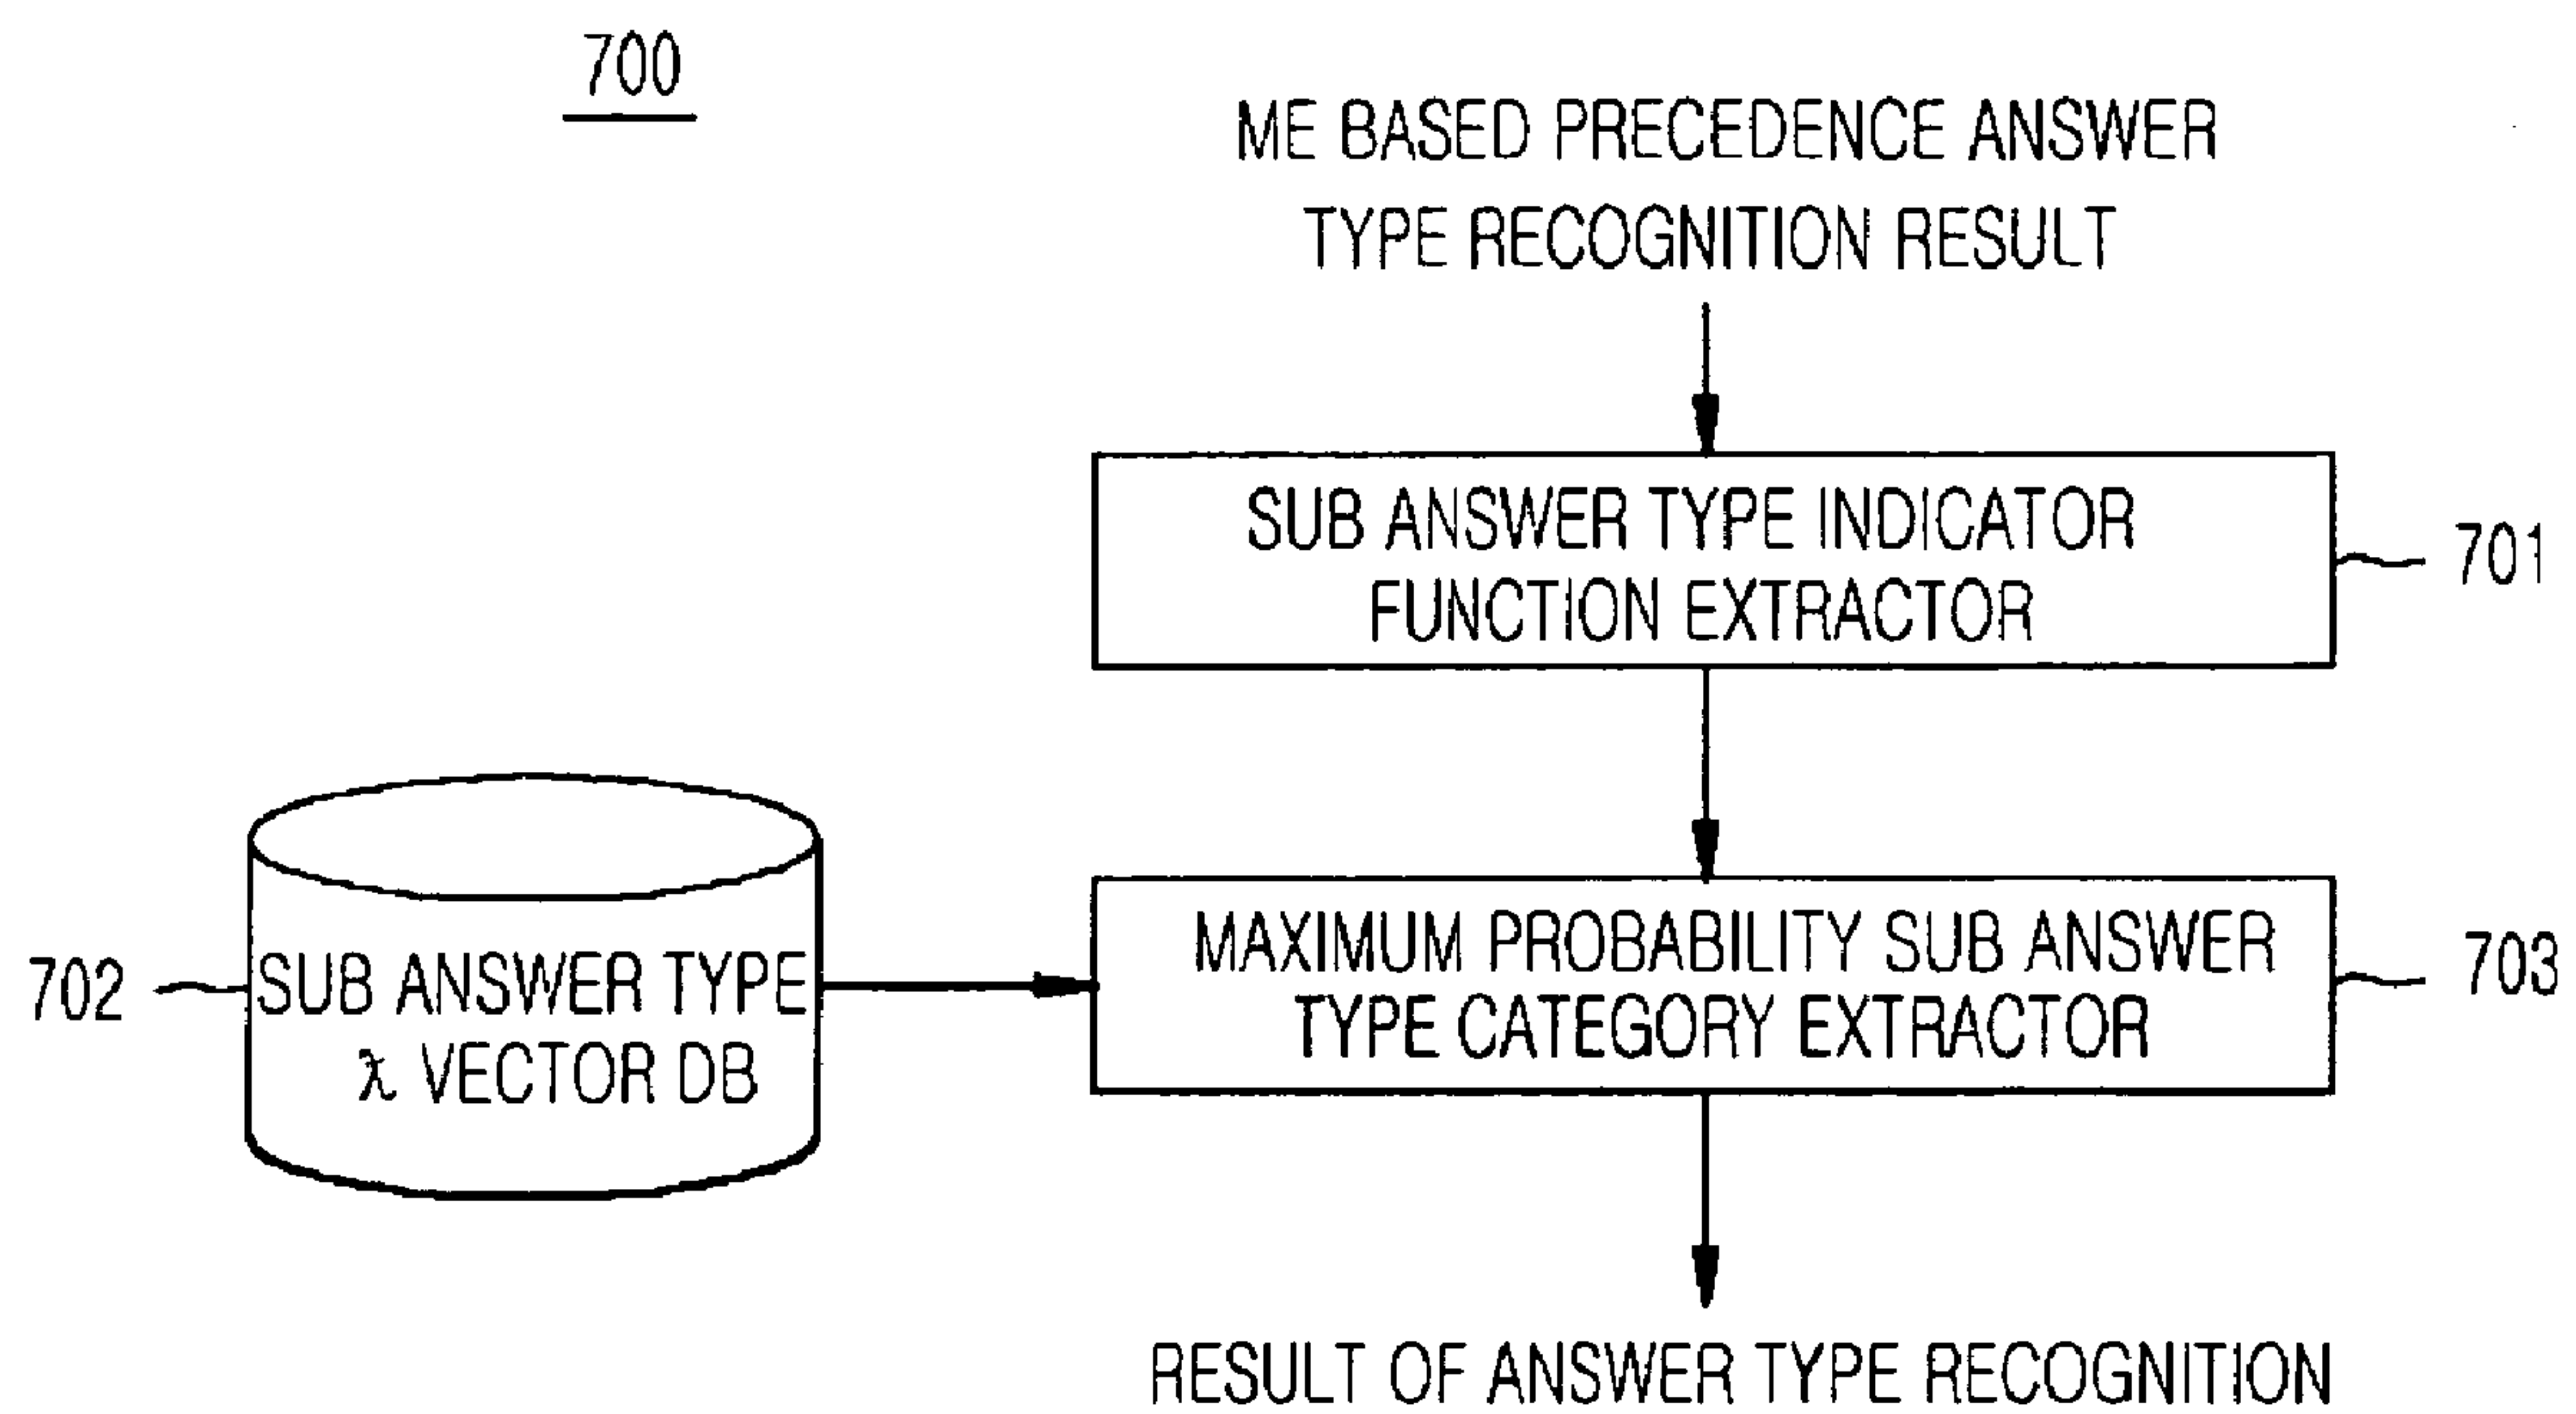 700
ME BASED PRECEDENCE ANSWER
TYPE RECOGNITION RESULT
SUB ANSWER TYPE INDICATOR
FUNCTION EXTRACTOR
701
702
SUB ANSWER TYPE
λ VECTOR DB
MAXIMUM PROBABILITY SUB ANSWER
TYPE CATEGORY EXTRACTOR
703
RESULT OF ANSWER TYPE RECOGNITION